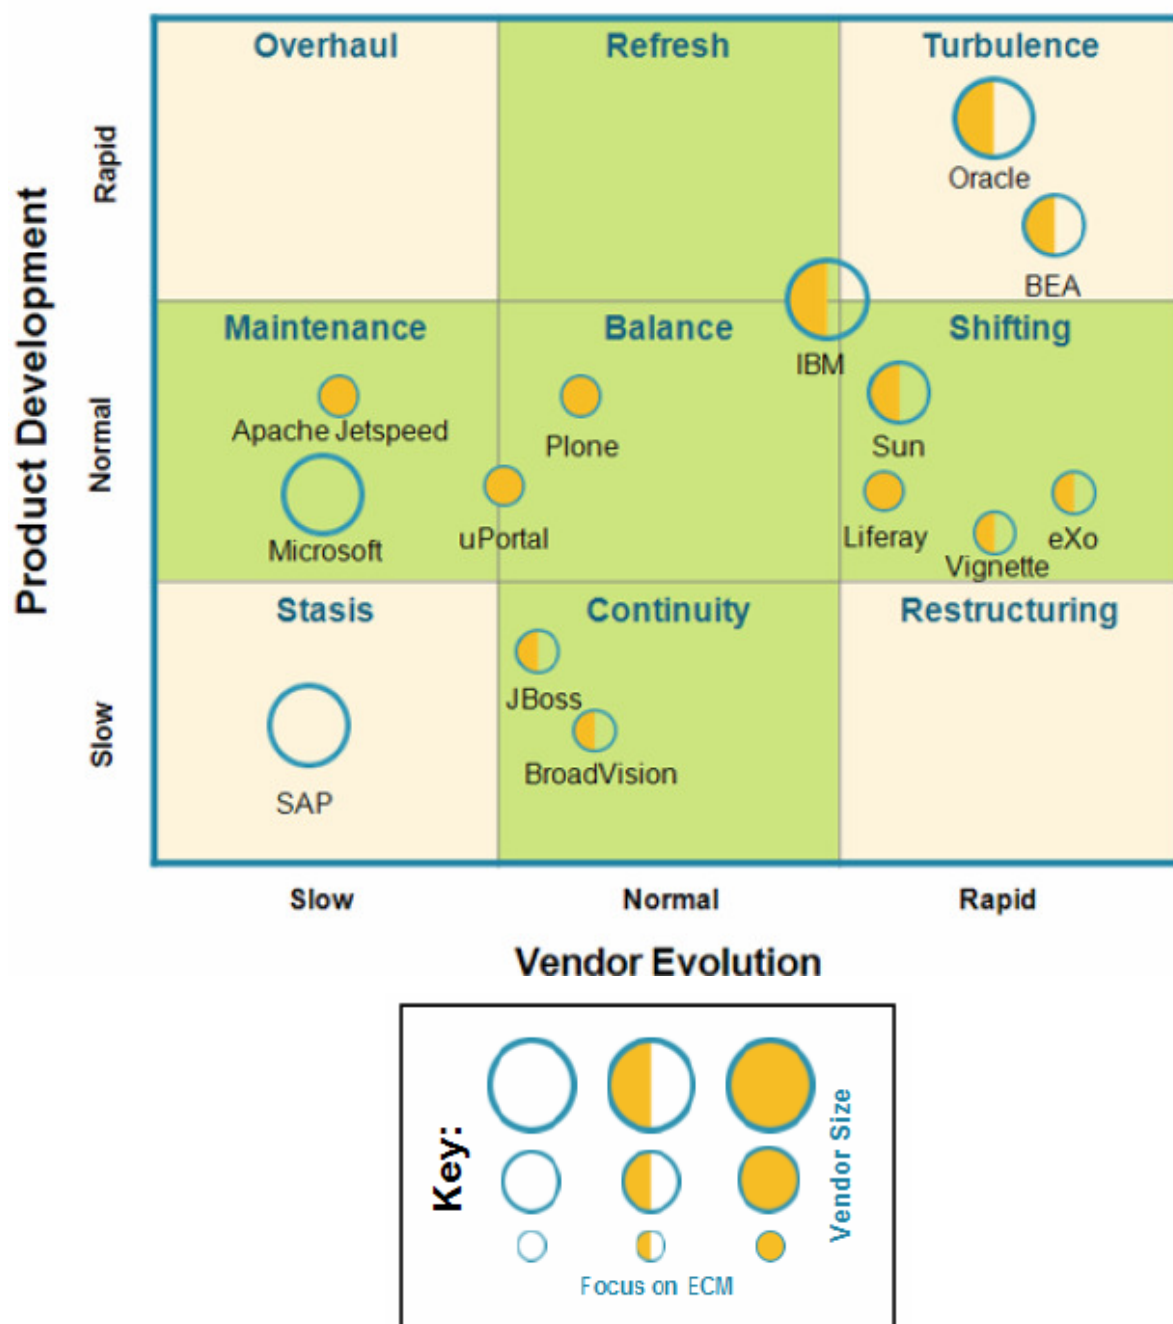 Overhaul
Refresh
Turbulence
Oracle
BEA
Rapid
Product Development
Maintenance
Balance
Shifting
IBM
Apache Jetspeed
Plone
Sun
Normal
Microsoft
uPortal
Liferay
Vignette
eXo
Stasis
Continuity
Restructuring
JBoss
BroadVision
SAP
Slow
Slow
Normal
Rapid
Vendor Evolution
Key:
Vendor Size
Focus on ECM